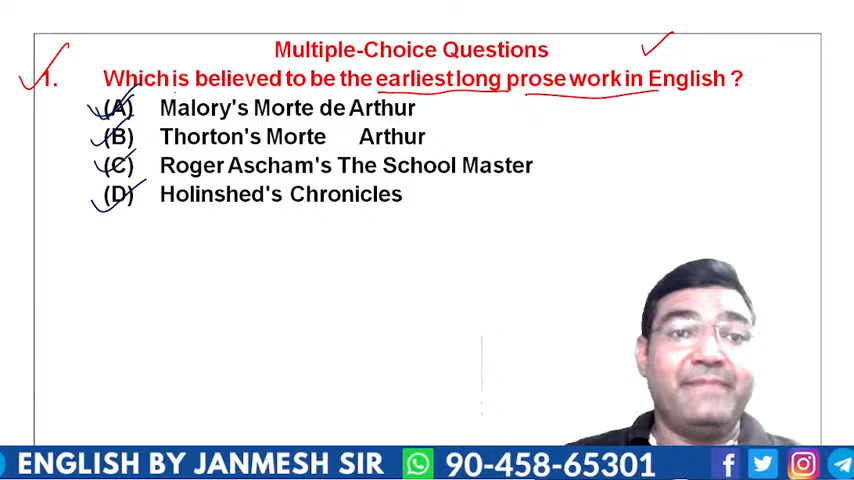 Multiple-Choice Questions
1. Which is believed to be the earliest long prose work in English ?
(A) Malory's Morte de Arthur
(B) Thorton's Morte Arthur
(C) Roger Ascham's The School Master
(D) Holinshed's Chronicles
ENGLISH BY JANMESH SIR 90-458-65301